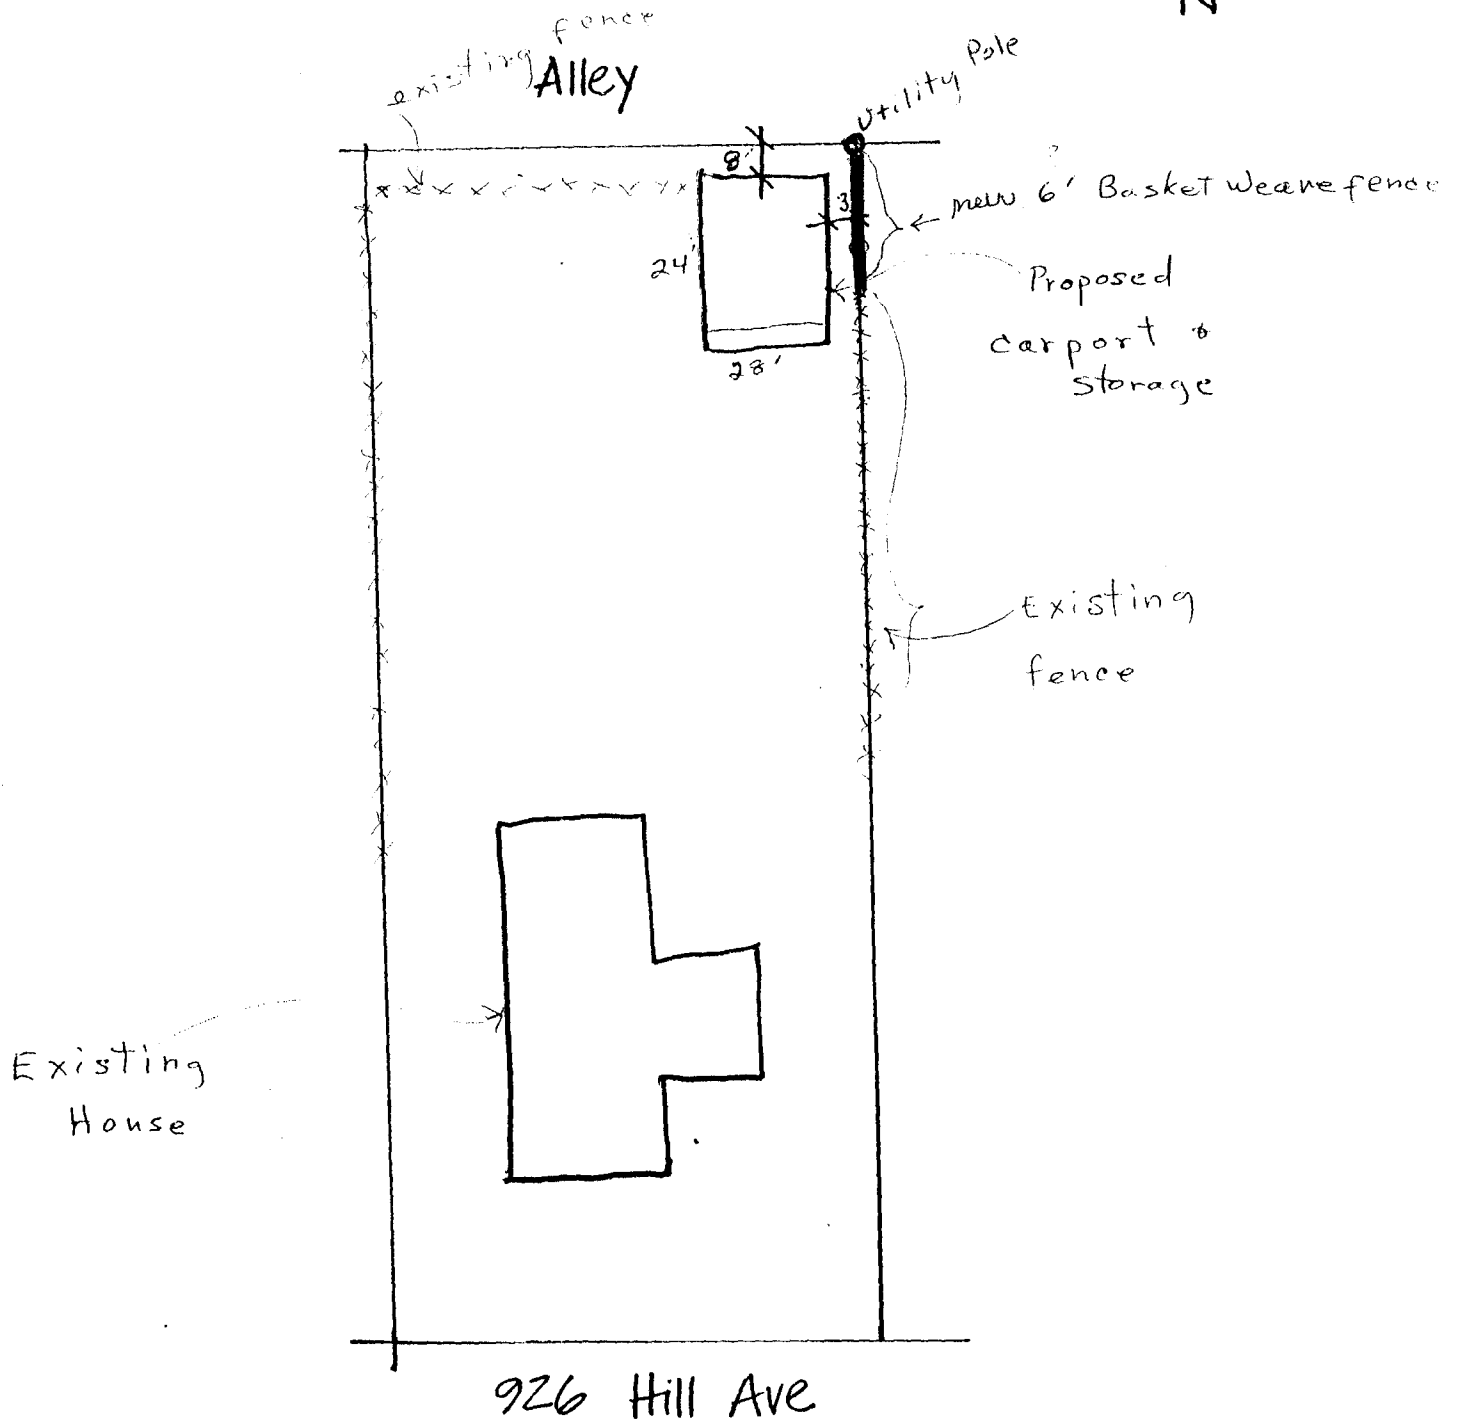 N
existing fence
Alley
Utility Pole
8'
3'
new 6' Basket Weave fence
24'
Proposed
carport &
storage
28'
Existing
fence
Existing
House
926 Hill Ave